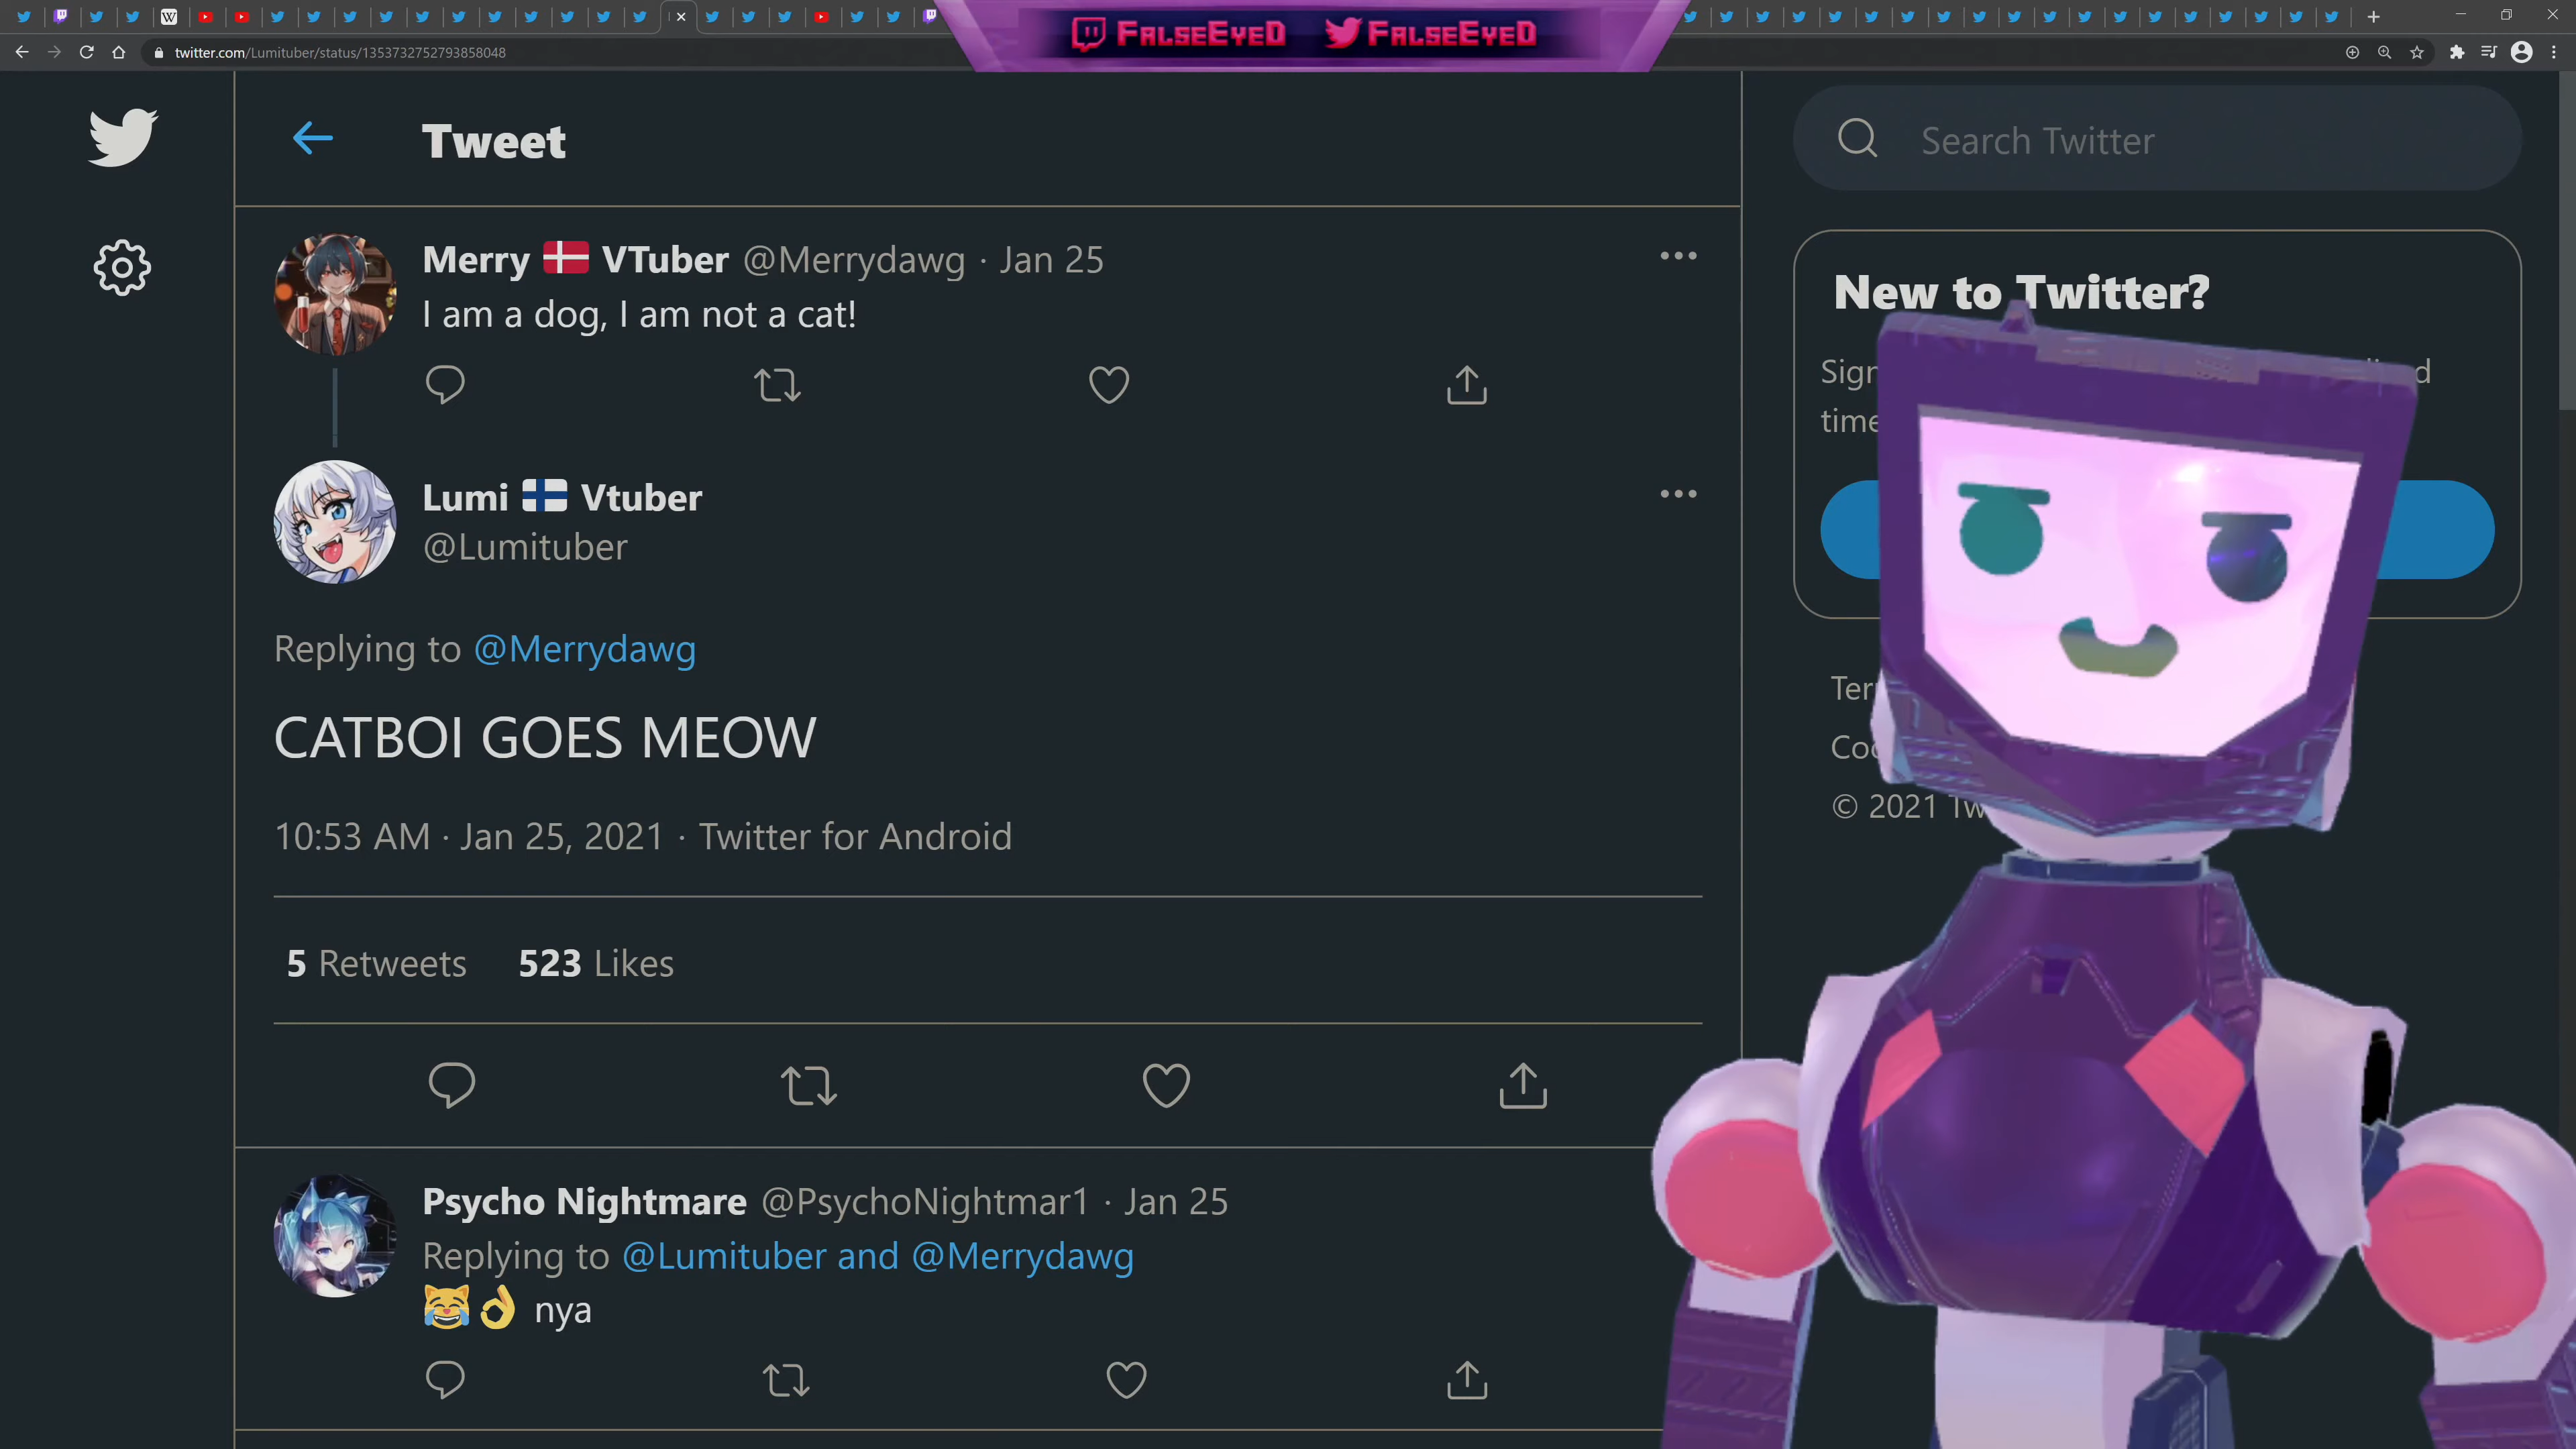 twitter.com/Lumituber/status/1353732752793858048
FalseEyeD FalseEyeD
Tweet
Search Twitter
Merry 🇩🇰 VTuber @Merrydawg · Jan 25
I am a dog, I am not a cat!
New to Twitter?
Lumi 🇫🇮 Vtuber
@Lumituber
Replying to @Merrydawg
CATBOI GOES MEOW
10:53 AM · Jan 25, 2021 · Twitter for Android
5 Retweets 523 Likes
© 2021
Psycho Nightmare @PsychoNightmar1 · Jan 25
Replying to @Lumituber and @Merrydawg
😹👌 nya